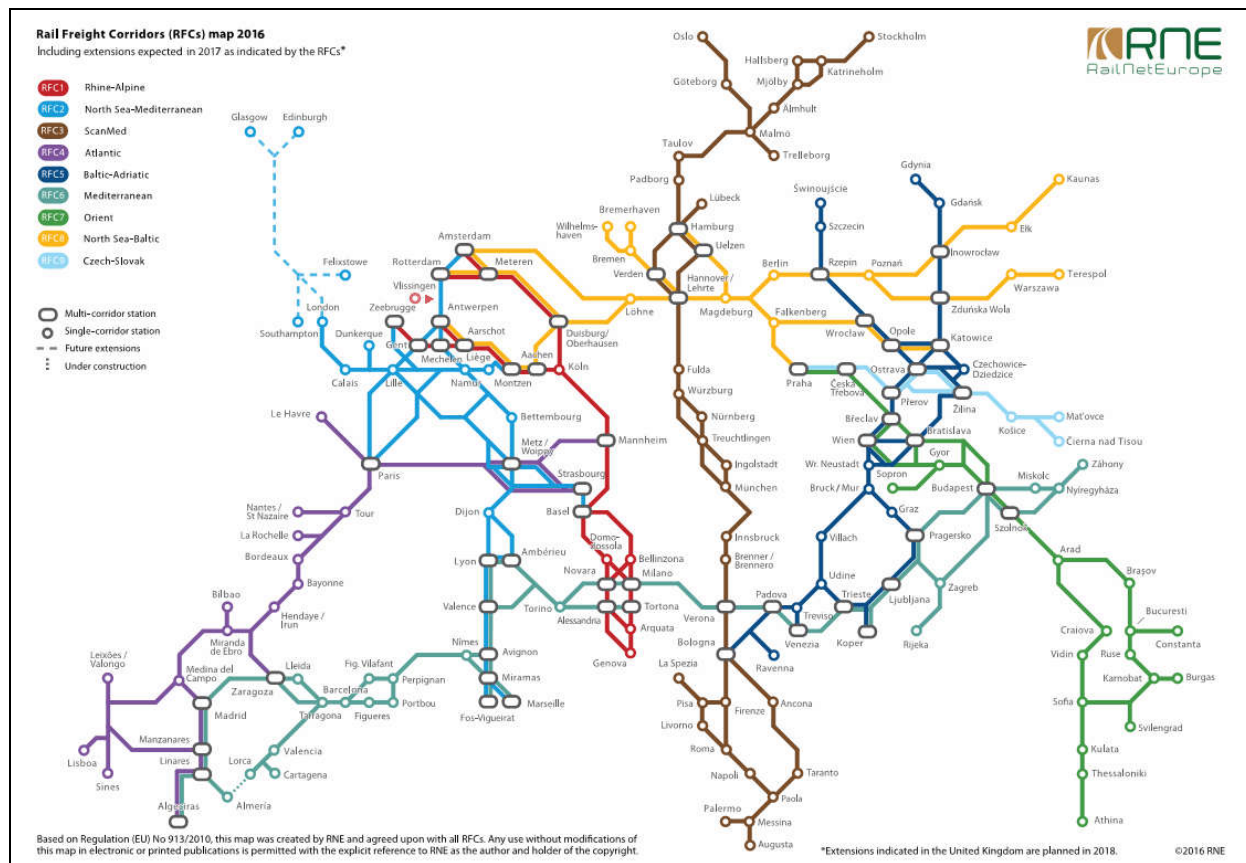 Rail Freight Corridors (RFCs) map 2016
Including extensions expected in 2017 as indicated by the RFCs*
RNE
RailNetEurope
RFC1 Rhine-Alpine
RFC2 North Sea-Mediterranean
RFC3 ScanMed
RFC4 Atlantic
RFC5 Baltic-Adriatic
RFC6 Mediterranean
RFC7 Orient
RFC8 North Sea-Baltic
RFC9 Czech-Slovak
Multi-corridor station
Single-corridor station
Future extensions
Under construction
Oslo
Stockholm
Hallsberg
Katrineholm
Göteborg
Mjölby
Älmhult
Malmö
Trelleborg
Taulov
Padborg
Lübeck
Glasgow
Edinburgh
Gdynia
Kaunas
Świnoujście
Gdańsk
Bremerhaven
Wilhelms-
haven
Hamburg
Szczecin
Ełk
Bremen
Uelzen
Amsterdam
Inowrocław
Felixstowe
Rotterdam
Meteren
Verden
Hannover /
Lehrte
Berlin
Rzepin
Poznań
Terespol
Warszawa
Vlissingen
Zeebrugge
Antwerpen
London
Southampton
Dunkerque
Löhne
Magdeburg
Falkenberg
Zduńska Wola
Gent
Aarschot
Duisburg/
Oberhausen
Wrocław
Opole
Katowice
Mechelen
Liège
Aachen
Calais
Lille
Namur
Montzen
Köln
Fulda
Praha
Česká
Třebová
Ostrava
Czechowice-
Dziedzice
Würzburg
Přerov
Žilina
Le Havre
Bettembourg
Nürnberg
Břeclav
Košice
Maťovce
Mannheim
Treuchtlingen
Wien
Bratislava
Čierna nad Tisou
Metz /
Woippy
Paris
Strasbourg
Ingolstadt
Wr. Neustadt
Sopron
Gyor
Miskolc
Záhony
München
Bruck / Mur
Budapest
Nyíregyháza
Nantes /
St Nazaire
Tour
Dijon
Basel
Graz
Szolnok
La Rochelle
Innsbruck
Villach
Pragersko
Bordeaux
Lyon
Ambérieu
Domo-
Rossola
Bellinzona
Brenner /
Brennero
Arad
Bayonne
Novara
Milano
Udine
Zagreb
Braşov
Bilbao
Hendaye /
Irun
Valence
Torino
Alessandria
Tortona
Verona
Padova
Treviso
Trieste
Ljubljana
Bucuresti
Miranda
de Ebro
Arquata
Venezia
Koper
Rijeka
Craiova
Constanta
Nîmes
Bologna
Genova
Ravenna
Vidin
Ruse
Leixões /
Valongo
Medina del
Campo
Lleida
Fig. Vilafant
Perpignan
Avignon
Miramas
La Spezia
Karnobat
Burgas
Zaragoza
Barcelona
Figueres
Portbou
Fos-Vigueirat
Marseille
Pisa
Firenze
Ancona
Sofia
Madrid
Tarragona
Livorno
Svilengrad
Lisboa
Manzanares
Valencia
Roma
Kulata
Sines
Linares
Lorca
Cartagena
Napoli
Taranto
Thessaloniki
Algeciras
Almería
Paola
Palermo
Messina
Athina
Augusta
Based on Regulation (EU) No 913/2010, this map was created by RNE and agreed upon with all RFCs. Any use without modifications of
this map in electronic or printed publications is permitted with the explicit reference to RNE as the author and holder of the copyright.
*Extensions indicated in the United Kingdom are planned in 2018.
©2016 RNE